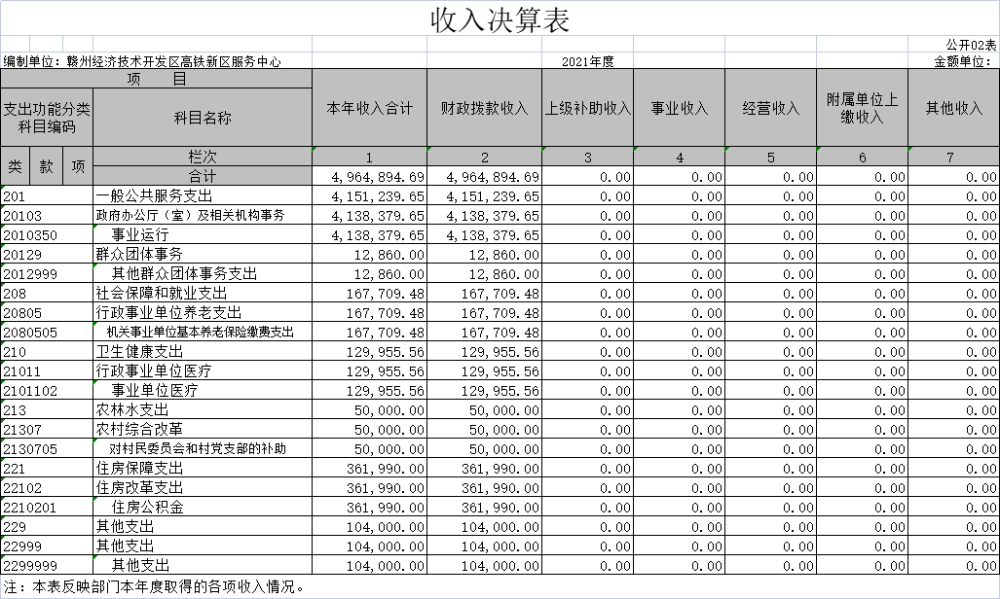 收入决算表
公开02表
编制单位：赣州经济技术开发区高铁新区服务中心 2021年度 金额单位：
项 目 本年收入合计 财政拨款收入 上级补助收入 事业收入 经营收入 附属单位上缴收入 其他收入
支出功能分类科目编码 科目名称
类 款 项 栏次 1 2 3 4 5 6 7
合计 4,964,894.69 4,964,894.69 0.00 0.00 0.00 0.00 0.00
201 一般公共服务支出 4,151,239.65 4,151,239.65 0.00 0.00 0.00 0.00 0.00
20103 政府办公厅（室）及相关机构事务 4,138,379.65 4,138,379.65 0.00 0.00 0.00 0.00 0.00
2010350 事业运行 4,138,379.65 4,138,379.65 0.00 0.00 0.00 0.00 0.00
20129 群众团体事务 12,860.00 12,860.00 0.00 0.00 0.00 0.00 0.00
2012999 其他群众团体事务支出 12,860.00 12,860.00 0.00 0.00 0.00 0.00 0.00
208 社会保障和就业支出 167,709.48 167,709.48 0.00 0.00 0.00 0.00 0.00
20805 行政事业单位养老支出 167,709.48 167,709.48 0.00 0.00 0.00 0.00 0.00
2080505 机关事业单位基本养老保险缴费支出 167,709.48 167,709.48 0.00 0.00 0.00 0.00 0.00
210 卫生健康支出 129,955.56 129,955.56 0.00 0.00 0.00 0.00 0.00
21011 行政事业单位医疗 129,955.56 129,955.56 0.00 0.00 0.00 0.00 0.00
2101102 事业单位医疗 129,955.56 129,955.56 0.00 0.00 0.00 0.00 0.00
213 农林水支出 50,000.00 50,000.00 0.00 0.00 0.00 0.00 0.00
21307 农村综合改革 50,000.00 50,000.00 0.00 0.00 0.00 0.00 0.00
2130705 对村民委员会和村党支部的补助 50,000.00 50,000.00 0.00 0.00 0.00 0.00 0.00
221 住房保障支出 361,990.00 361,990.00 0.00 0.00 0.00 0.00 0.00
22102 住房改革支出 361,990.00 361,990.00 0.00 0.00 0.00 0.00 0.00
2210201 住房公积金 361,990.00 361,990.00 0.00 0.00 0.00 0.00 0.00
229 其他支出 104,000.00 104,000.00 0.00 0.00 0.00 0.00 0.00
22999 其他支出 104,000.00 104,000.00 0.00 0.00 0.00 0.00 0.00
2299999 其他支出 104,000.00 104,000.00 0.00 0.00 0.00 0.00 0.00
注：本表反映部门本年度取得的各项收入情况。